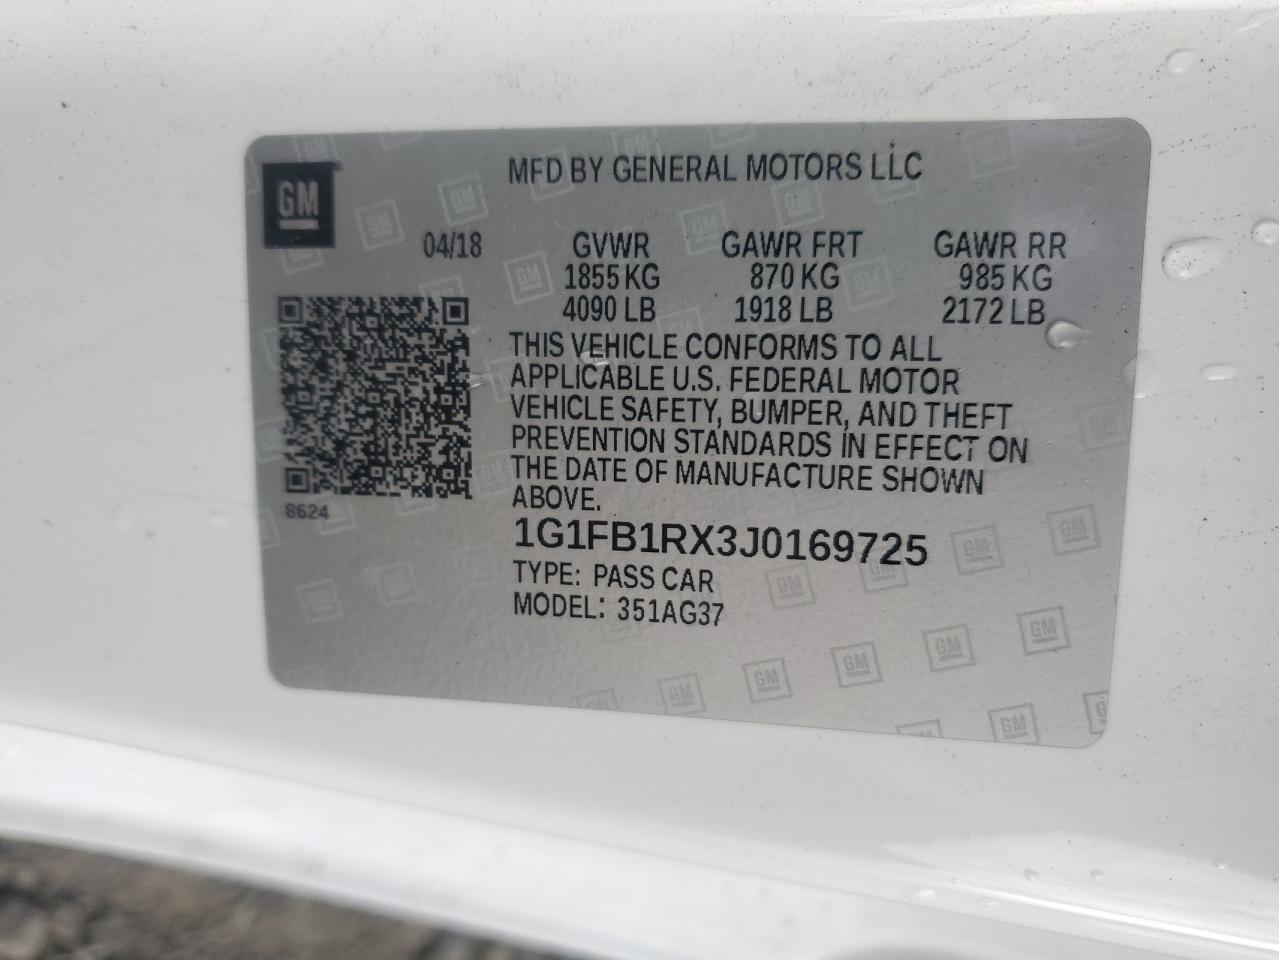 MFD BY GENERAL MOTORS LLC
GM
04/18 GVWR GAWR FRT GAWR RR
1855 KG 870 KG 985 KG
4090 LB 1918 LB 2172 LB
THIS VEHICLE CONFORMS TO ALL
APPLICABLE U.S. FEDERAL MOTOR
VEHICLE SAFETY, BUMPER, AND THEFT
PREVENTION STANDARDS IN EFFECT ON
THE DATE OF MANUFACTURE SHOWN
ABOVE.
8624
1G1FB1RX3J0169725
TYPE: PASS CAR
MODEL: 351AG37